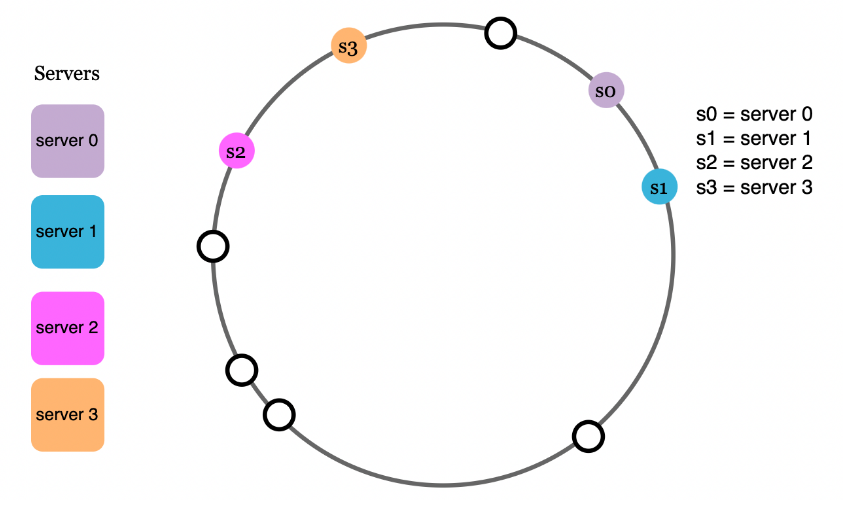 Servers
server 0
server 1
server 2
server 3
s3
s0
s2
s1
s0 = server 0
s1 = server 1
s2 = server 2
s3 = server 3